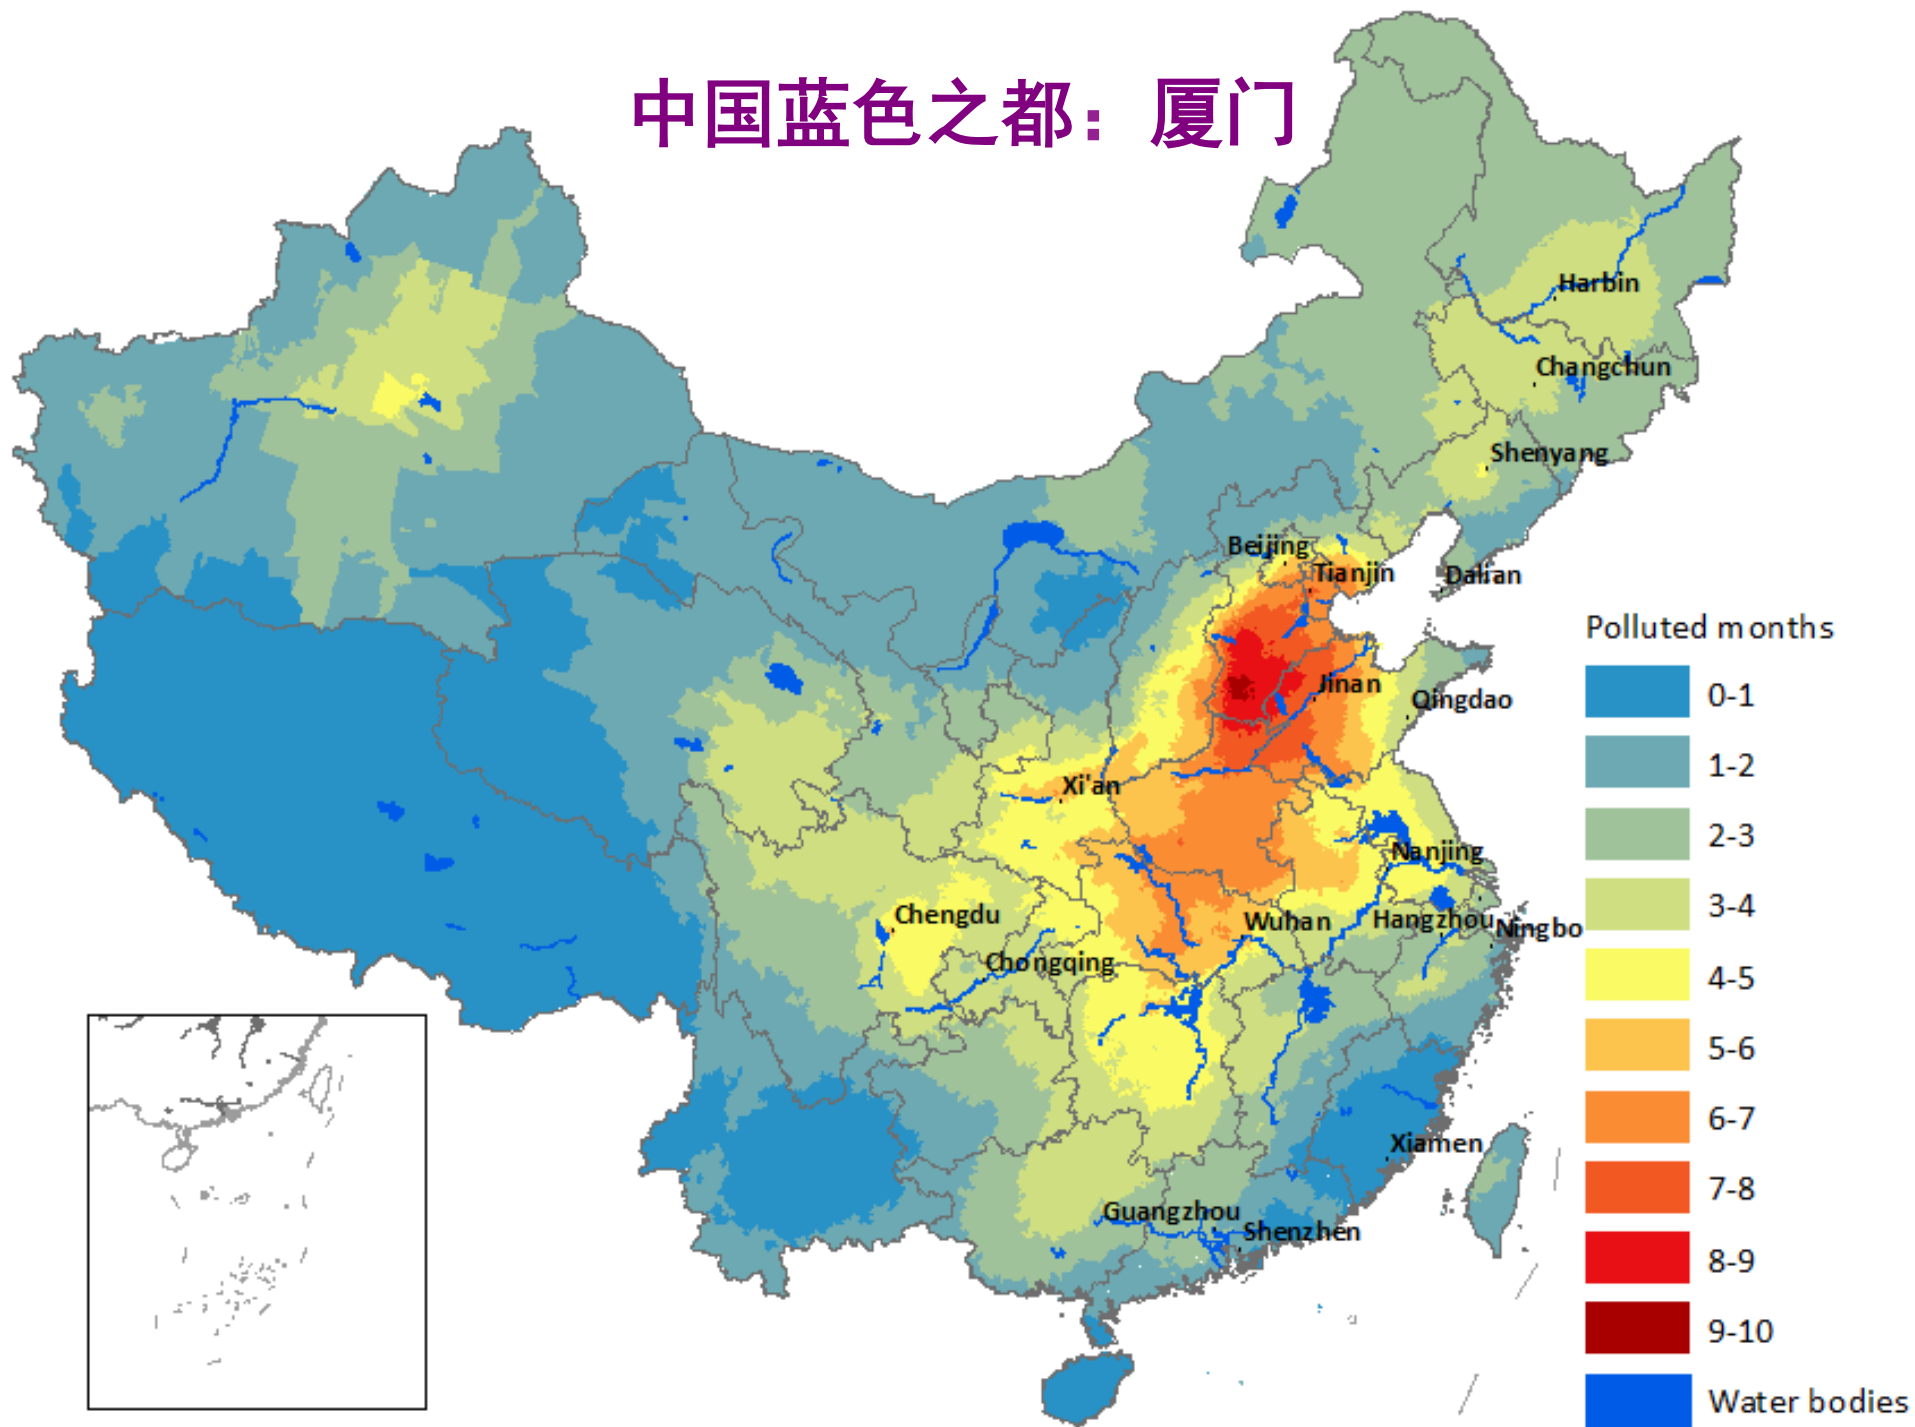 中国蓝色之都：厦门
Harbin
Changchun
Shenyang
Beijing
Tianjin
Dalian
Polluted months
0-1
Jinan
Qingdao
1-2
Xi'an
2-3
Nanjing
3-4
Chengdu
Wuhan
Hangzhou
Ningbo
Chongqing
4-5
5-6
6-7
Xiamen
7-8
Guangzhou
Shenzhen
8-9
9-10
Water bodies